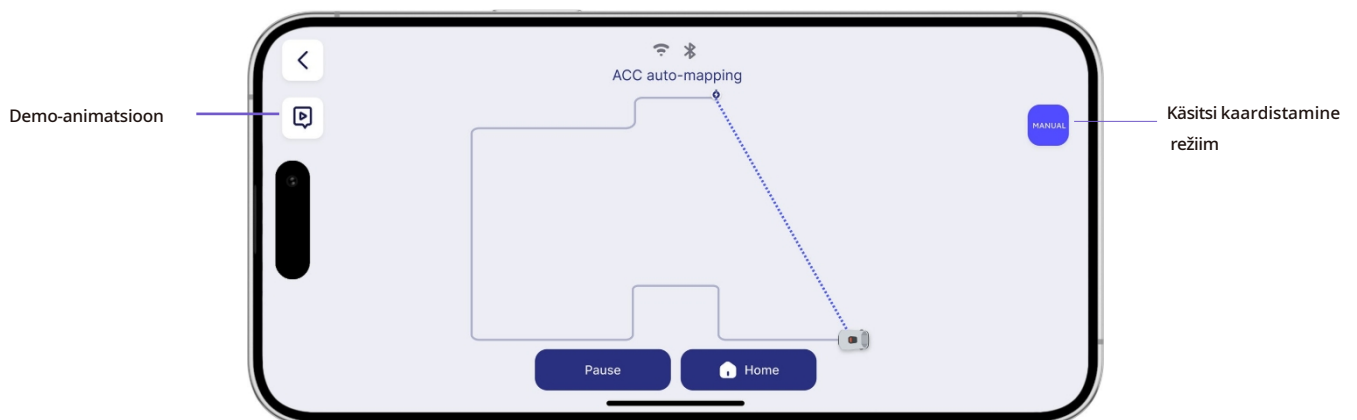 ACC auto-mapping
Demo-animatsioon
MANUAL
Käsitsi kaardistamine
režiim
Pause
Home